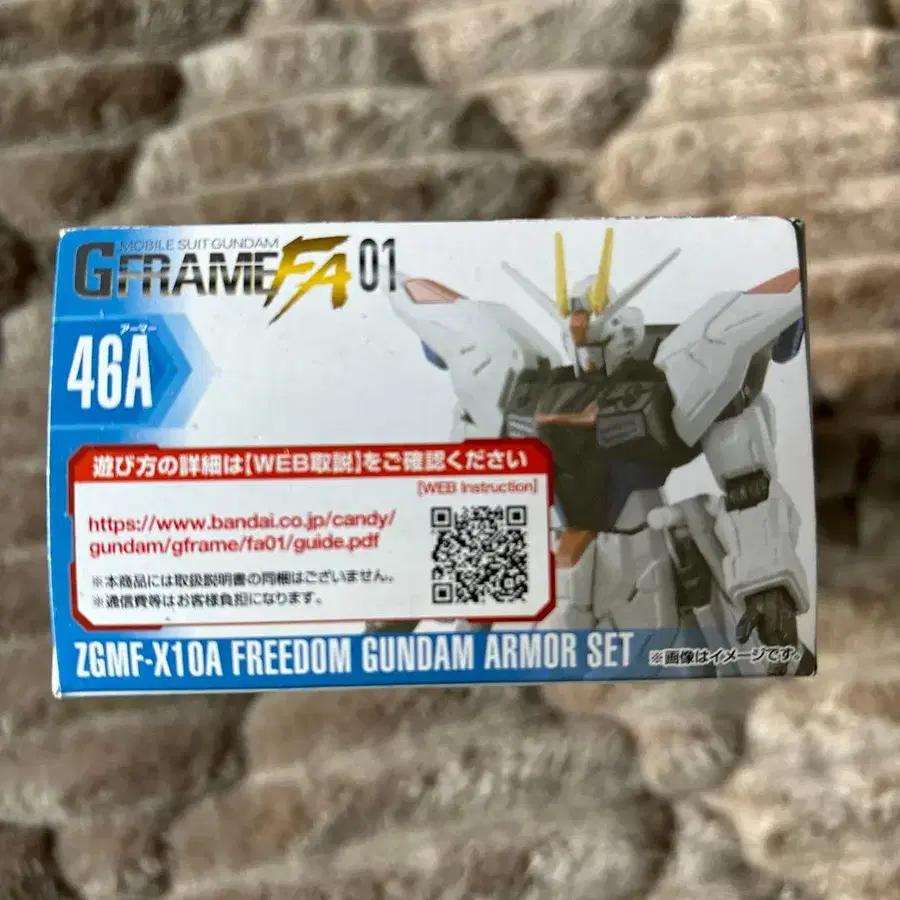 MOBILE SUIT GUNDAM
GFRAMEFA01
アーマー
46A
遊び方の詳細は【WEB取説】をご確認ください
[WEB Instruction]
https://www.bandai.co.jp/candy/
gundam/gframe/fa01/guide.pdf
※本商品には取扱説明書の同梱はございません。
※通信費等はお客様負担になります。
ZGMF-X10A FREEDOM GUNDAM ARMOR SET ※画像はイメージです。